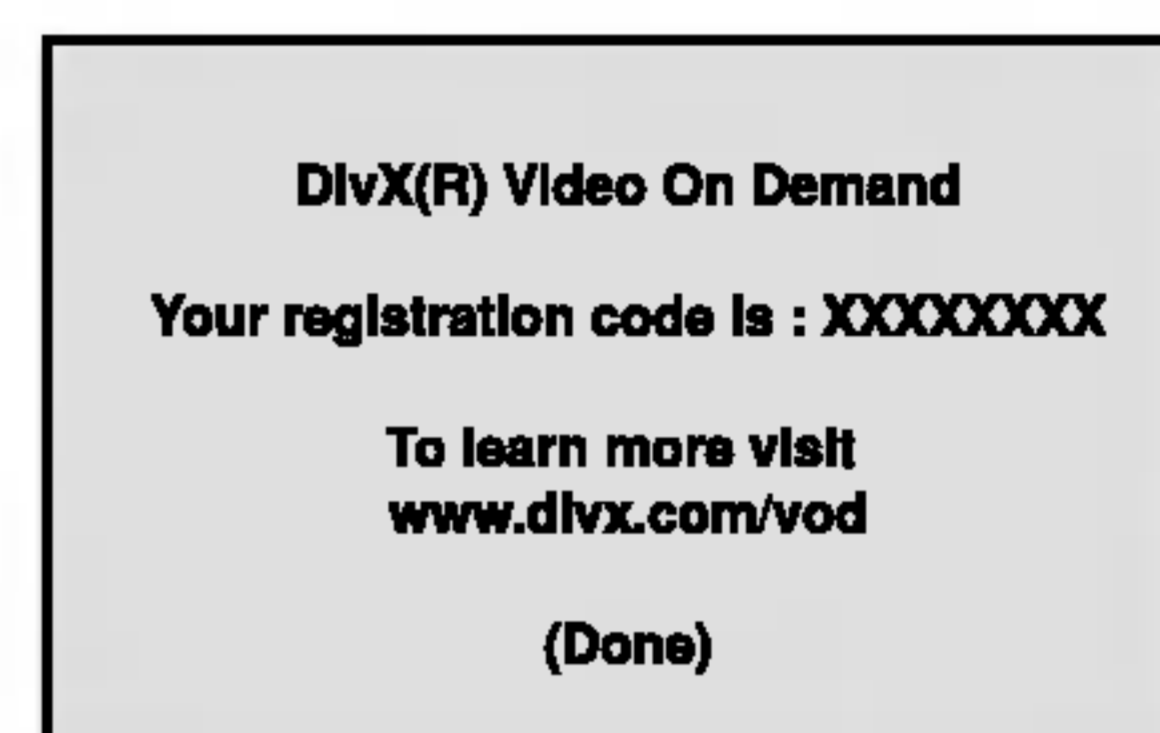 DivX(R) Video On Demand
Your registration code is : XXXXXXXX
To learn more visit
www.divx.com/vod
(Done)